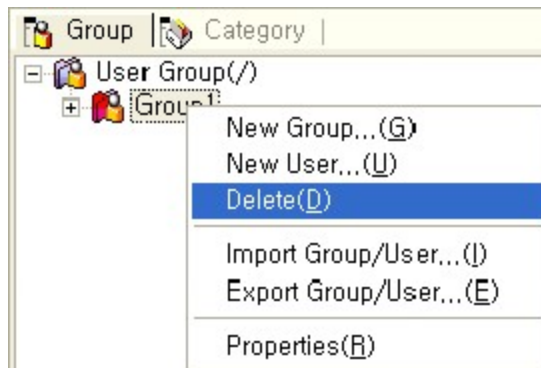 Group | Category |
User Group(/)
Group1
New Group...(G)
New User...(U)
Delete(D)
Import Group/User...(I)
Export Group/User...(E)
Properties(R)